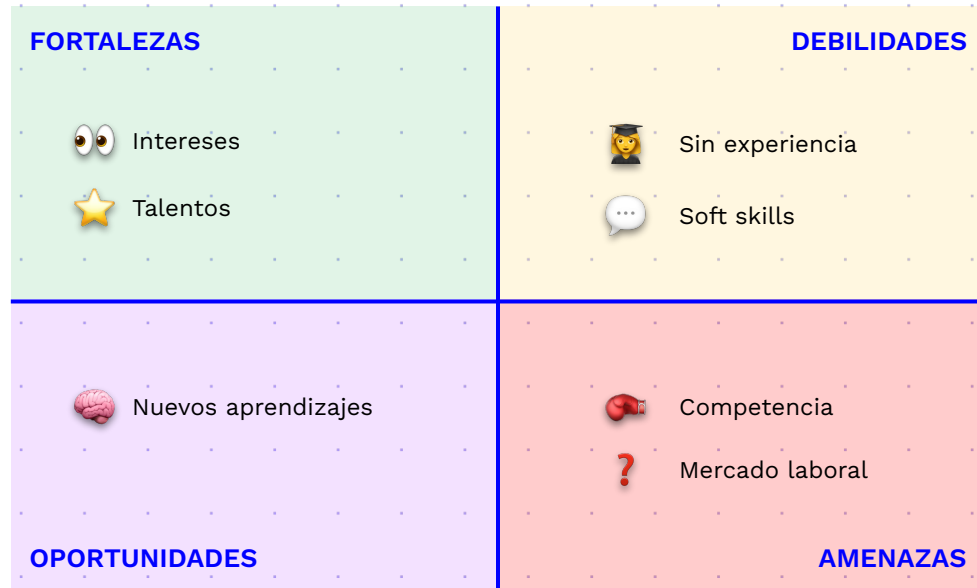 FORTALEZAS
Intereses
Talentos
DEBILIDADES
Sin experiencia
Soft skills
Nuevos aprendizajes
OPORTUNIDADES
Competencia
Mercado laboral
AMENAZAS